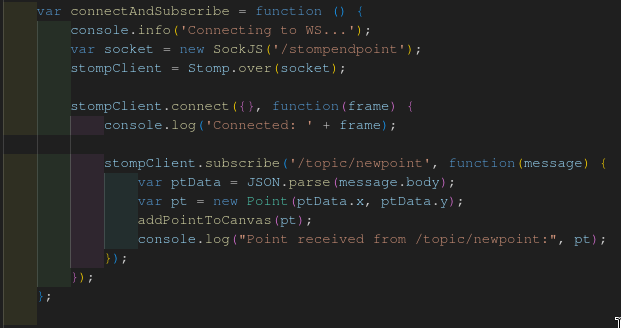 var connectAndSubscribe = function () {
console.info('Connecting to WS...');
var socket = new SockJS('/stompendpoint');
stompClient = Stomp.over(socket);
stompClient.connect({}, function(frame) {
console.log('Connected: ' + frame);
stompClient.subscribe('/topic/newpoint', function(message) {
var ptData = JSON.parse(message.body);
var pt = new Point(ptData.x, ptData.y);
addPointToCanvas(pt);
console.log("Point received from /topic/newpoint:", pt);
});
});
};